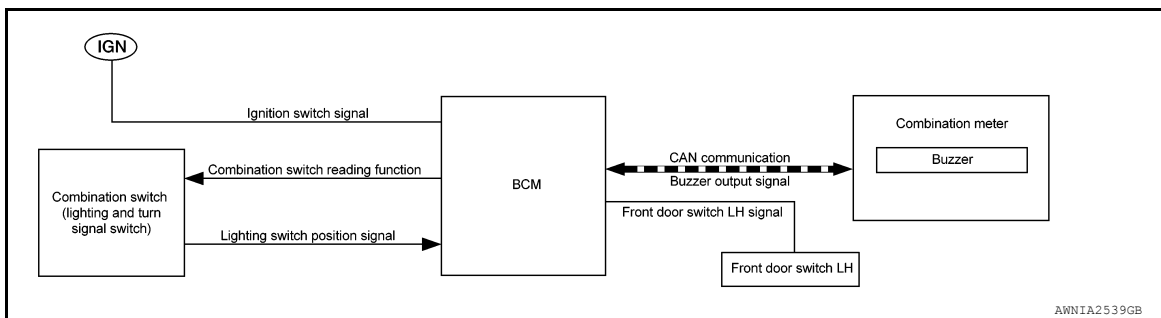 IGN
Ignition switch signal
Combination switch
(lighting and turn
signal switch)
Combination switch reading function
Lighting switch position signal
BCM
CAN communication
Buzzer output signal
Front door switch LH signal
Front door switch LH
Combination meter
Buzzer
AWNIA2539GB